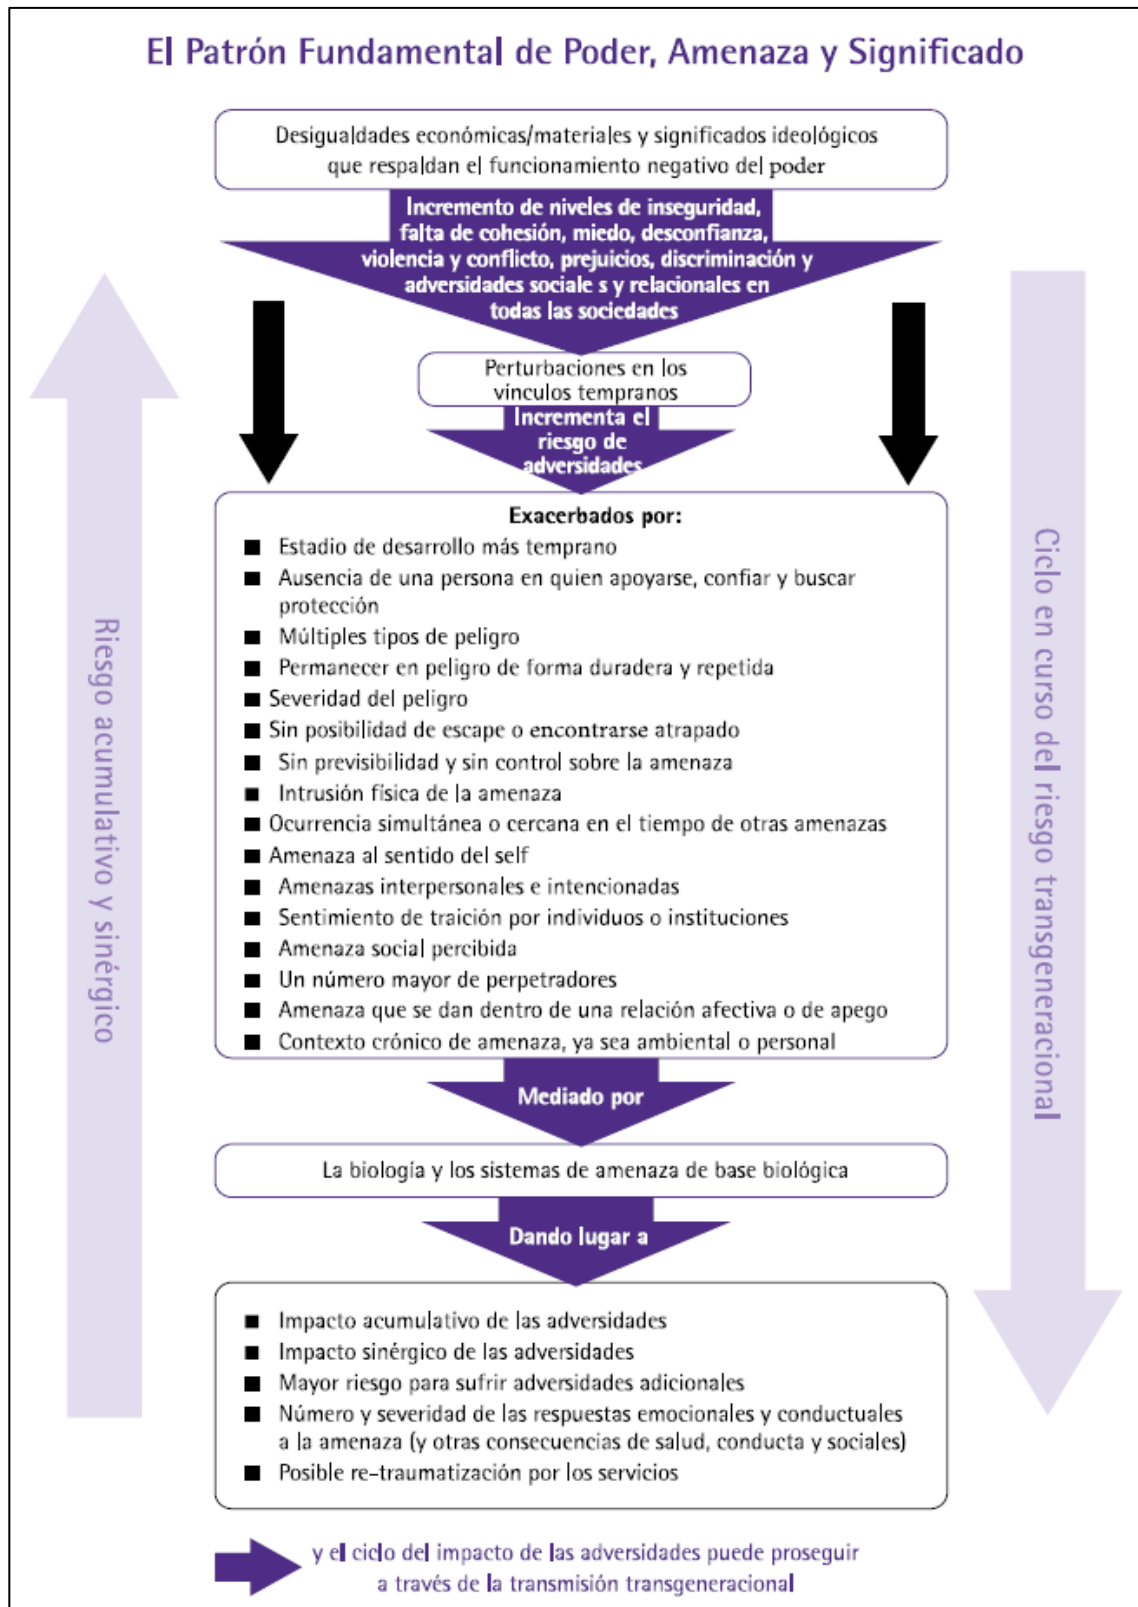 El Patrón Fundamental de Poder, Amenaza y Significado
Desigualdades económicas/materiales y significados ideológicos
que respaldan el funcionamiento negativo del poder
Incremento de niveles de inseguridad,
falta de cohesión, miedo, desconfianza,
violencia y conflicto, prejuicios, discriminación y
adversidades sociale s y relacionales en
todas las sociedades
Perturbaciones en los
vínculos tempranos
Incrementa el
riesgo de
adversidades
Exacerbados por:
■ Estadio de desarrollo más temprano
■ Ausencia de una persona en quien apoyarse, confiar y buscar
protección
■ Múltiples tipos de peligro
■ Permanecer en peligro de forma duradera y repetida
■ Severidad del peligro
■ Sin posibilidad de escape o encontrarse atrapado
■ Sin previsibilidad y sin control sobre la amenaza
■ Intrusión física de la amenaza
■ Ocurrencia simultánea o cercana en el tiempo de otras amenazas
■ Amenaza al sentido del self
■ Amenazas interpersonales e intencionadas
■ Sentimiento de traición por individuos o instituciones
■ Amenaza social percibida
■ Un número mayor de perpetradores
■ Amenaza que se dan dentro de una relación afectiva o de apego
■ Contexto crónico de amenaza, ya sea ambiental o personal
Mediado por
La biología y los sistemas de amenaza de base biológica
Dando lugar a
■ Impacto acumulativo de las adversidades
■ Impacto sinérgico de las adversidades
■ Mayor riesgo para sufrir adversidades adicionales
■ Número y severidad de las respuestas emocionales y conductuales
a la amenaza (y otras consecuencias de salud, conducta y sociales)
■ Posible re-traumatización por los servicios
y el ciclo del impacto de las adversidades puede proseguir
a través de la transmisión transgeneracional
Riesgo acumulativo y sinérgico
Ciclo en curso del riesgo transgeneracional